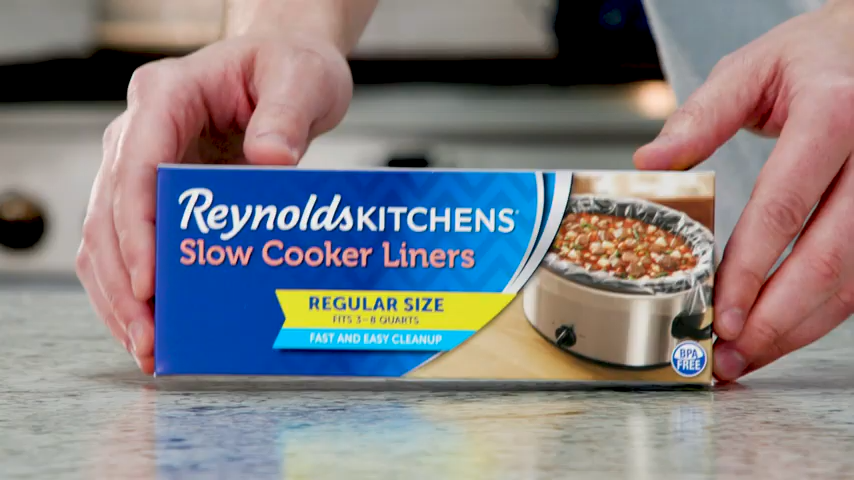 ReynoldsKITCHENS
Slow Cooker Liners
REGULAR SIZE
FITS 3-8 QUARTS
FAST AND EASY CLEANUP
BPA
FREE